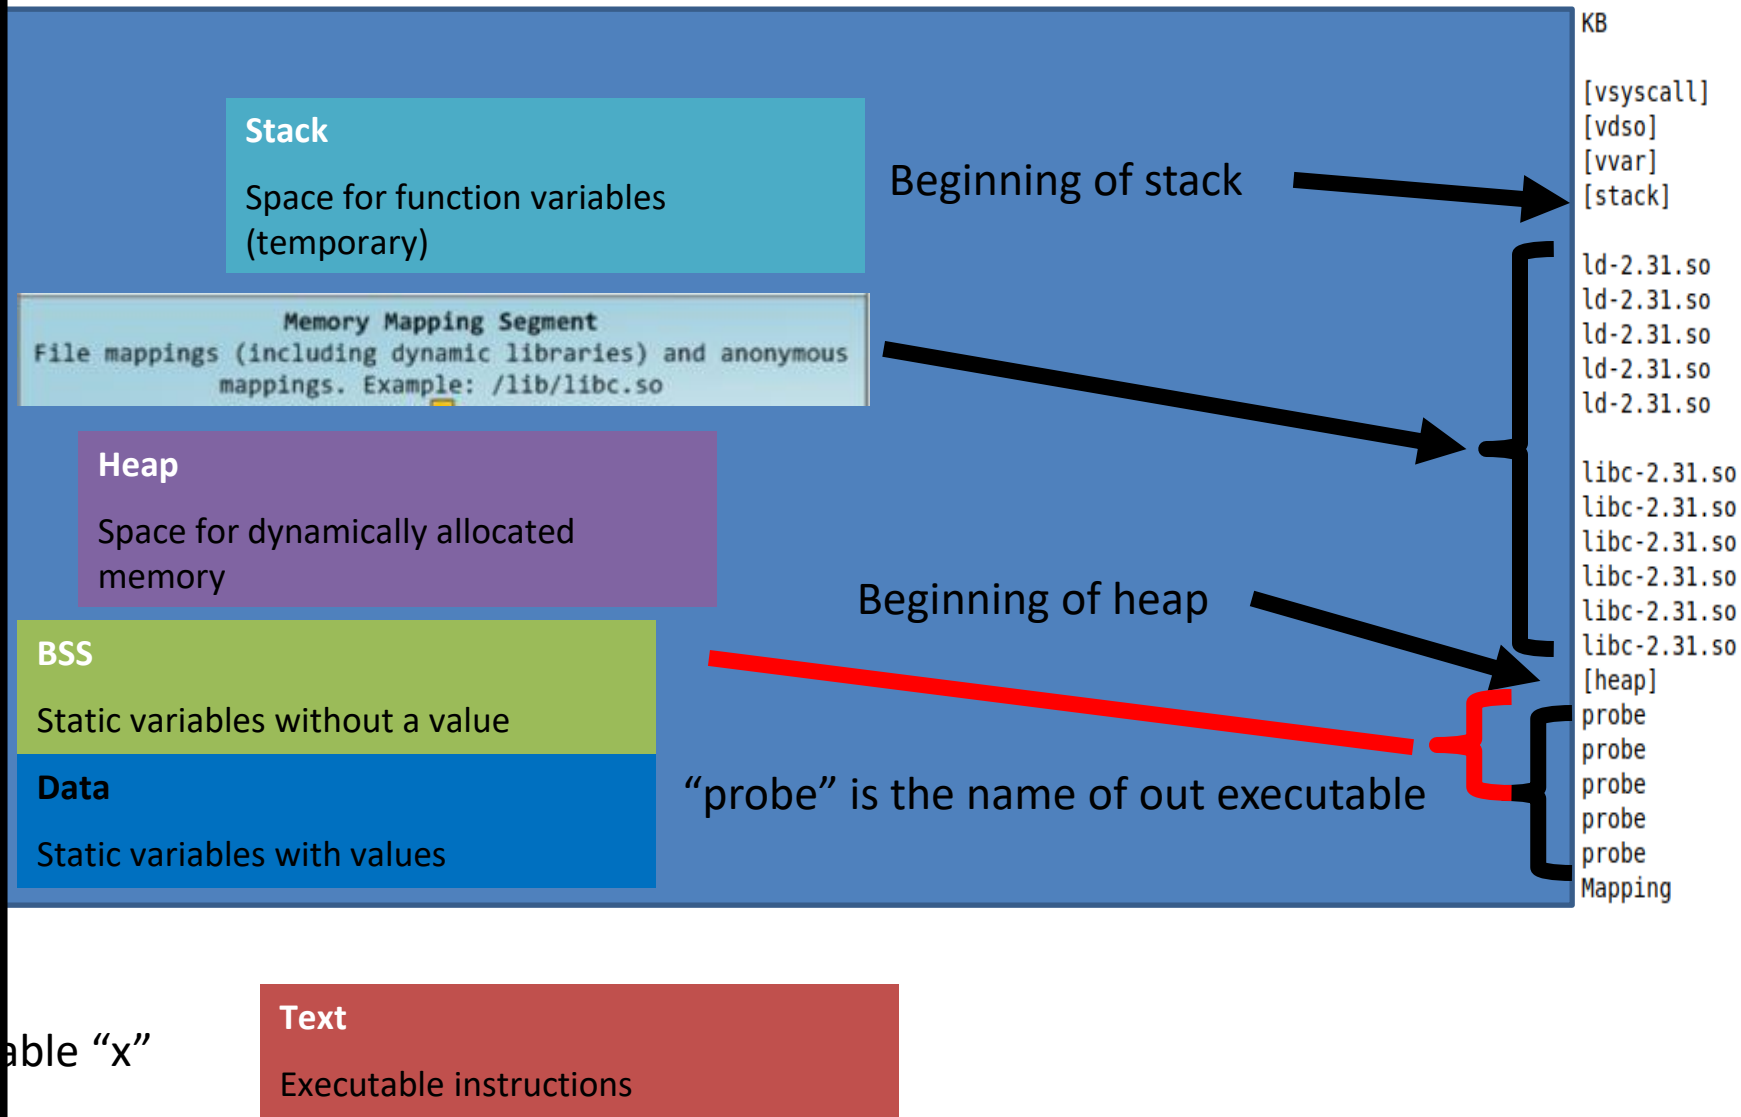 Stack
Space for function variables
(temporary)
Memory Mapping Segment
File mappings (including dynamic libraries) and anonymous
mappings. Example: /lib/libc.so
Heap
Space for dynamically allocated
memory
BSS
Static variables without a value
Data
Static variables with values
Beginning of stack
Beginning of heap
“probe” is the name of out executable
KB
[vsyscall]
[vdso]
[vvar]
[stack]
ld-2.31.so
ld-2.31.so
ld-2.31.so
ld-2.31.so
ld-2.31.so
libc-2.31.so
libc-2.31.so
libc-2.31.so
libc-2.31.so
libc-2.31.so
libc-2.31.so
[heap]
probe
probe
probe
probe
probe
Mapping
able “x”
Text
Executable instructions